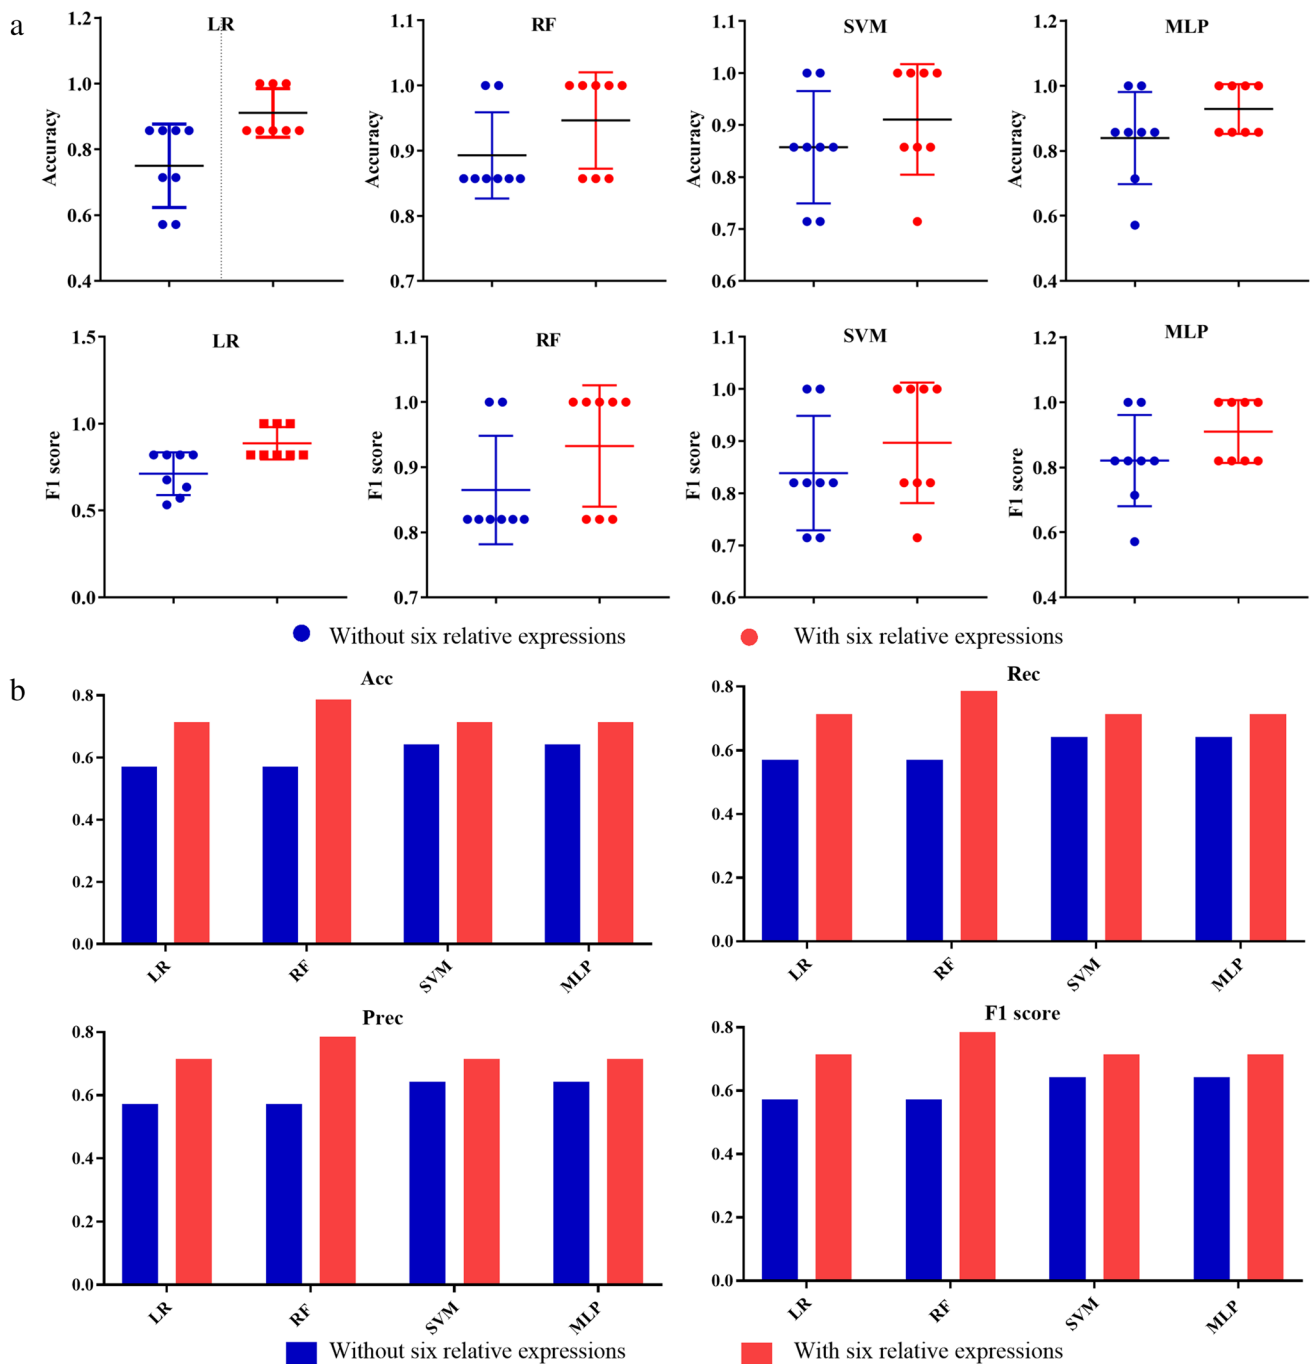 a
LR
RF
SVM
MLP
Accuracy
1.2
1.0
0.8
0.6
0.4
Accuracy
1.1
1.0
0.9
0.8
0.7
Accuracy
1.1
1.0
0.9
0.8
0.7
0.6
Accuracy
1.2
1.0
0.8
0.6
0.4
LR
RF
SVM
MLP
F1 score
1.5
1.0
0.5
0.0
F1 score
1.1
1.0
0.9
0.8
0.7
F1 score
1.1
1.0
0.9
0.8
0.7
0.6
F1 score
1.2
1.0
0.8
0.6
0.4
Without six relative expressions
With six relative expressions
b
Acc
0.8
0.6
0.4
0.2
0.0
LR
RF
SVM
MLP
Rec
0.8
0.6
0.4
0.2
0.0
LR
RF
SVM
MLP
Prec
0.8
0.6
0.4
0.2
0.0
LR
RF
SVM
MLP
F1 score
0.8
0.6
0.4
0.2
0.0
LR
RF
SVM
MLP
Without six relative expressions
With six relative expressions